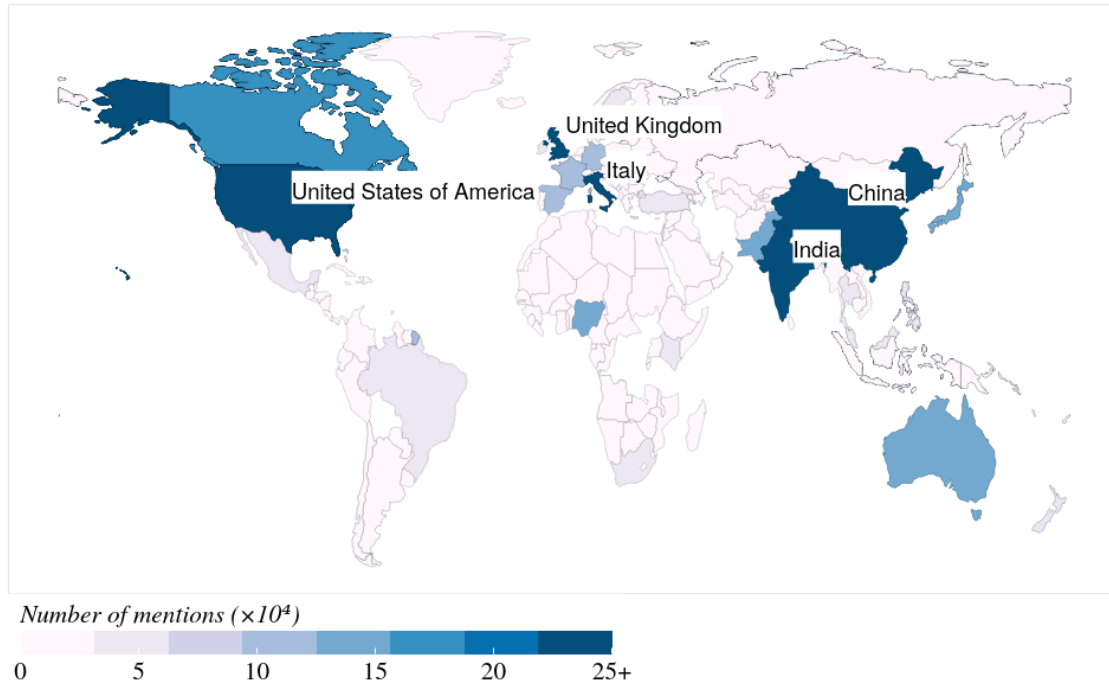 United Kingdom
Italy
United States of America
China
India
Number of mentions (×10⁴)
0 5 10 15 20 25+